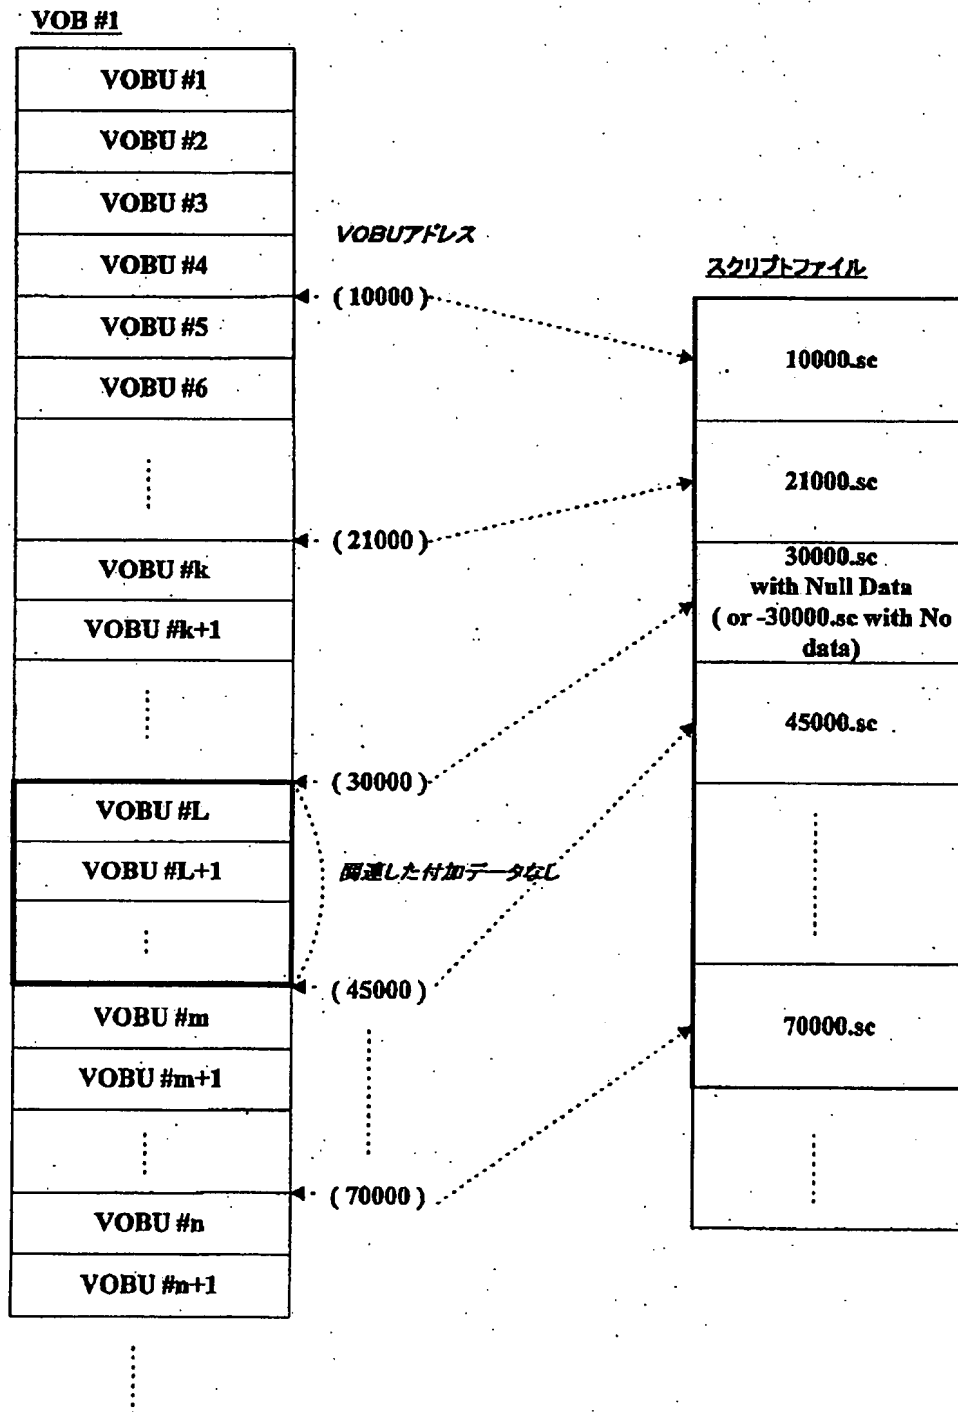 VOB #1
VOBU #1
VOBU #2
VOBU #3
VOBU #4
VOBU #5
VOBU #6
VOBU #k
VOBU #k+1
VOBU #L
VOBU #L+1
VOBU #m
VOBU #m+1
VOBU #n
VOBU #n+1
VOBUアドレス
( 10000 )
( 21000 )
( 30000 )
関連した付加データなし
( 45000 )
( 70000 )
スクリプトファイル
10000.sc
21000.sc
30000.sc
with Null Data
( or -30000.sc with No
data)
45000.sc
70000.sc